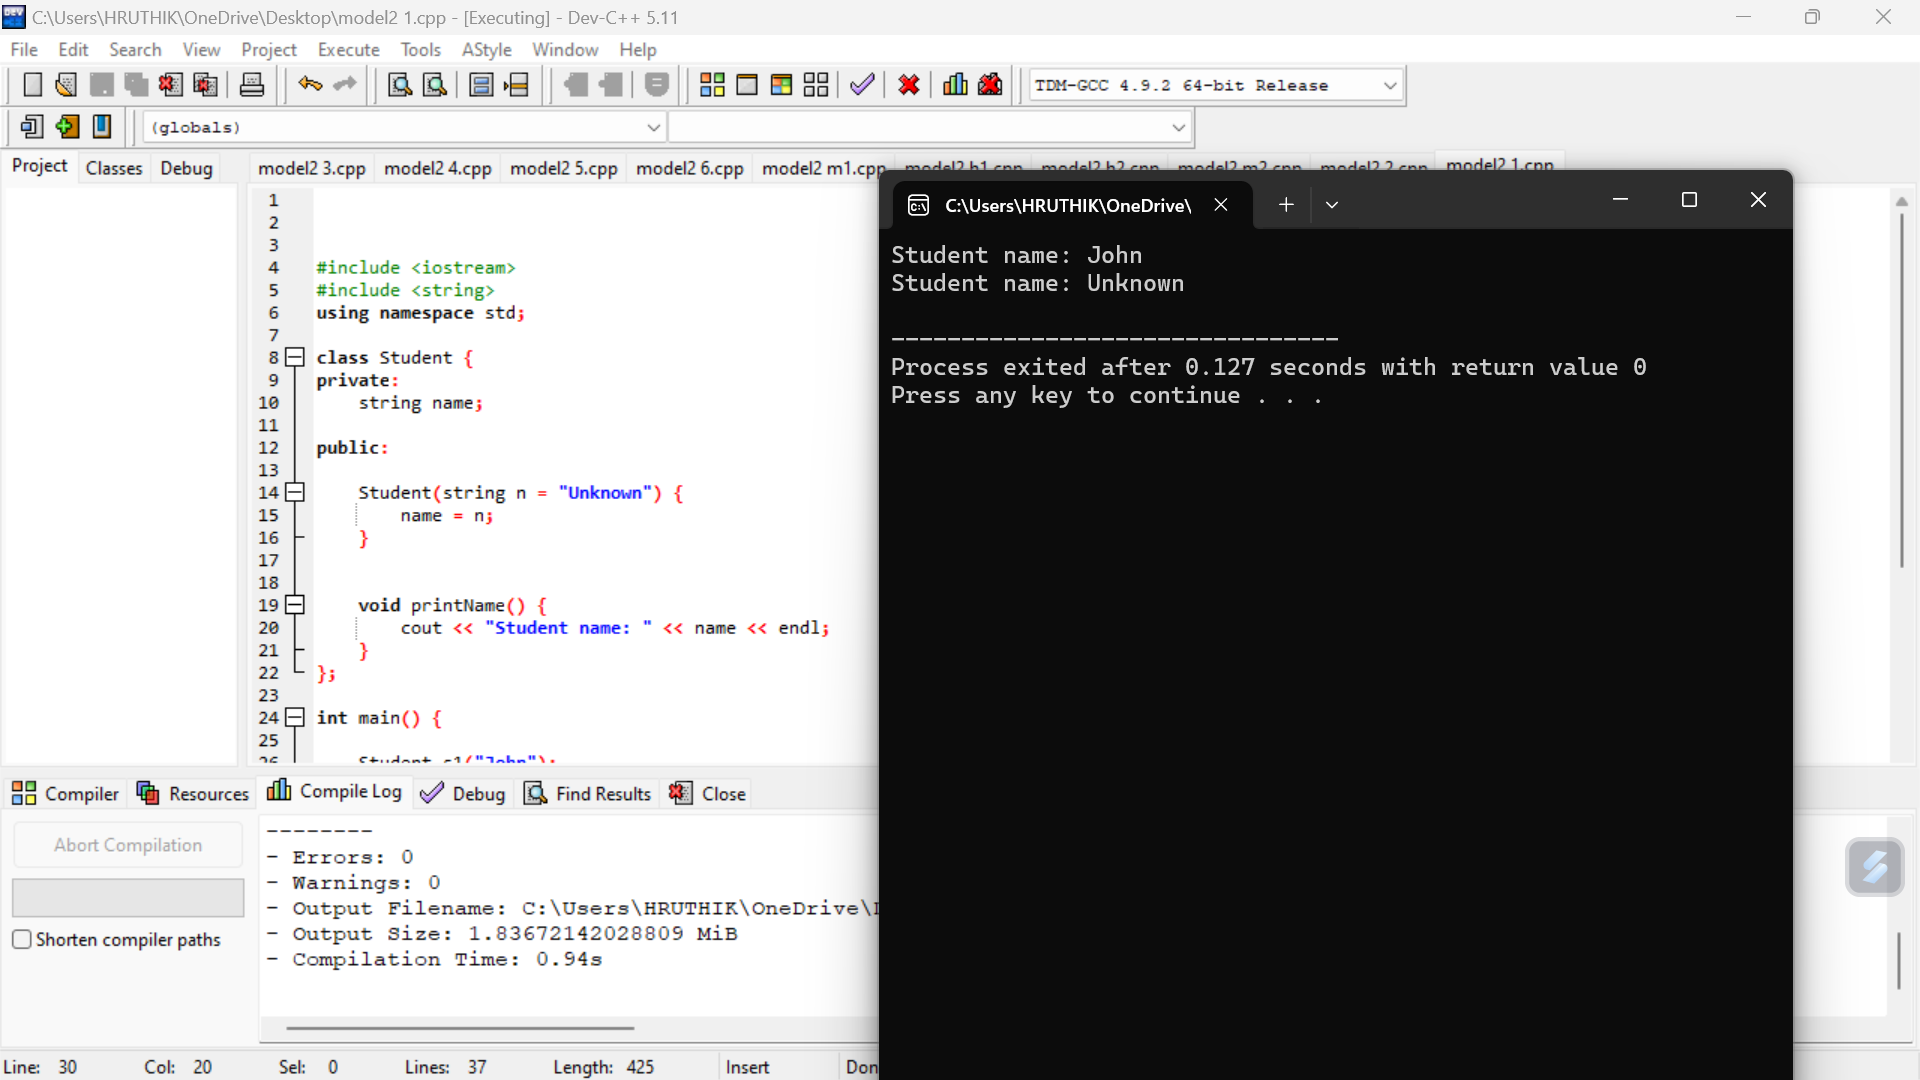 C:\Users\HRUTHIK\OneDrive\Desktop\model2 1.cpp - [Executing] - Dev-C++ 5.11
File Edit Search View Project Execute Tools AStyle Window Help
TDM-GCC 4.9.2 64-bit Release
(globals)
Project Classes Debug
model2 3.cpp model2 4.cpp model2 5.cpp model2 6.cpp model2 m1.cpp model2 h1.cpp model2 h2.cpp model2 m2.cpp model2 2.cpp model2 1.cpp
1
2
3
4 #include <iostream>
5 #include <string>
6 using namespace std;
7
8 class Student {
9 private:
10 string name;
11
12 public:
13
14 Student(string n = "Unknown") {
15 name = n;
16 }
17
18
19 void printName() {
20 cout << "Student name: " << name << endl;
21 }
22 };
23
24 int main() {
25
26 Student s1("John");
C:\Users\HRUTHIK\OneDrive\
Student name: John
Student name: Unknown
--------------------------------
Process exited after 0.127 seconds with return value 0
Press any key to continue . . .
Compiler Resources Compile Log Debug Find Results Close
Abort Compilation
Shorten compiler paths
--------
- Errors: 0
- Warnings: 0
- Output Filename: C:\Users\HRUTHIK\OneDrive\
- Output Size: 1.83672142028809 MiB
- Compilation Time: 0.94s
Line: 30 Col: 20 Sel: 0 Lines: 37 Length: 425 Insert Don